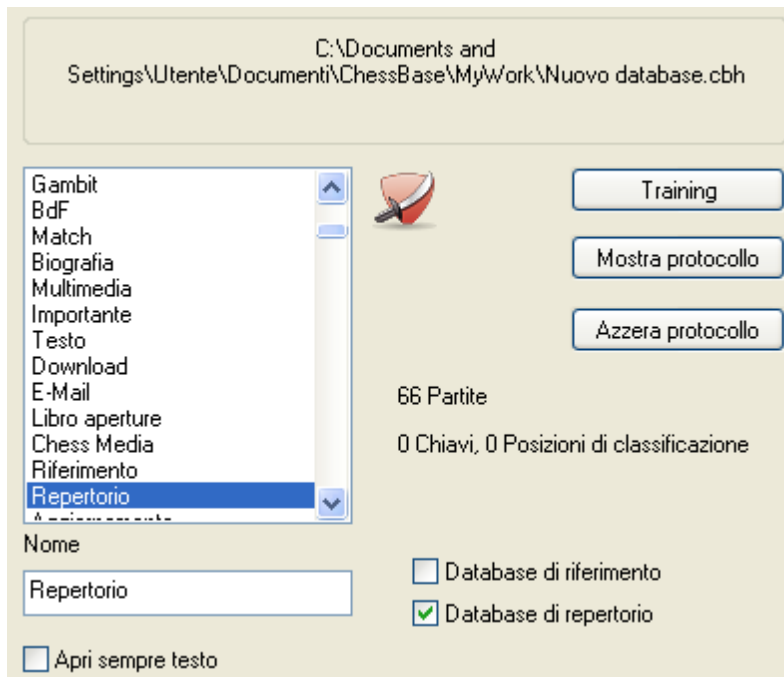 C:\Documents and
Settings\Utente\Documenti\ChessBase\MyWork\Nuovo database.cbh
Gambit
BdF
Match
Biografia
Multimedia
Importante
Testo
Download
E-Mail
Libro aperture
Chess Media
Riferimento
Repertorio
Training
Mostra protocollo
Azzera protocollo
66 Partite
0 Chiavi, 0 Posizioni di classificazione
Nome
Repertorio
Database di riferimento
Database di repertorio
Apri sempre testo